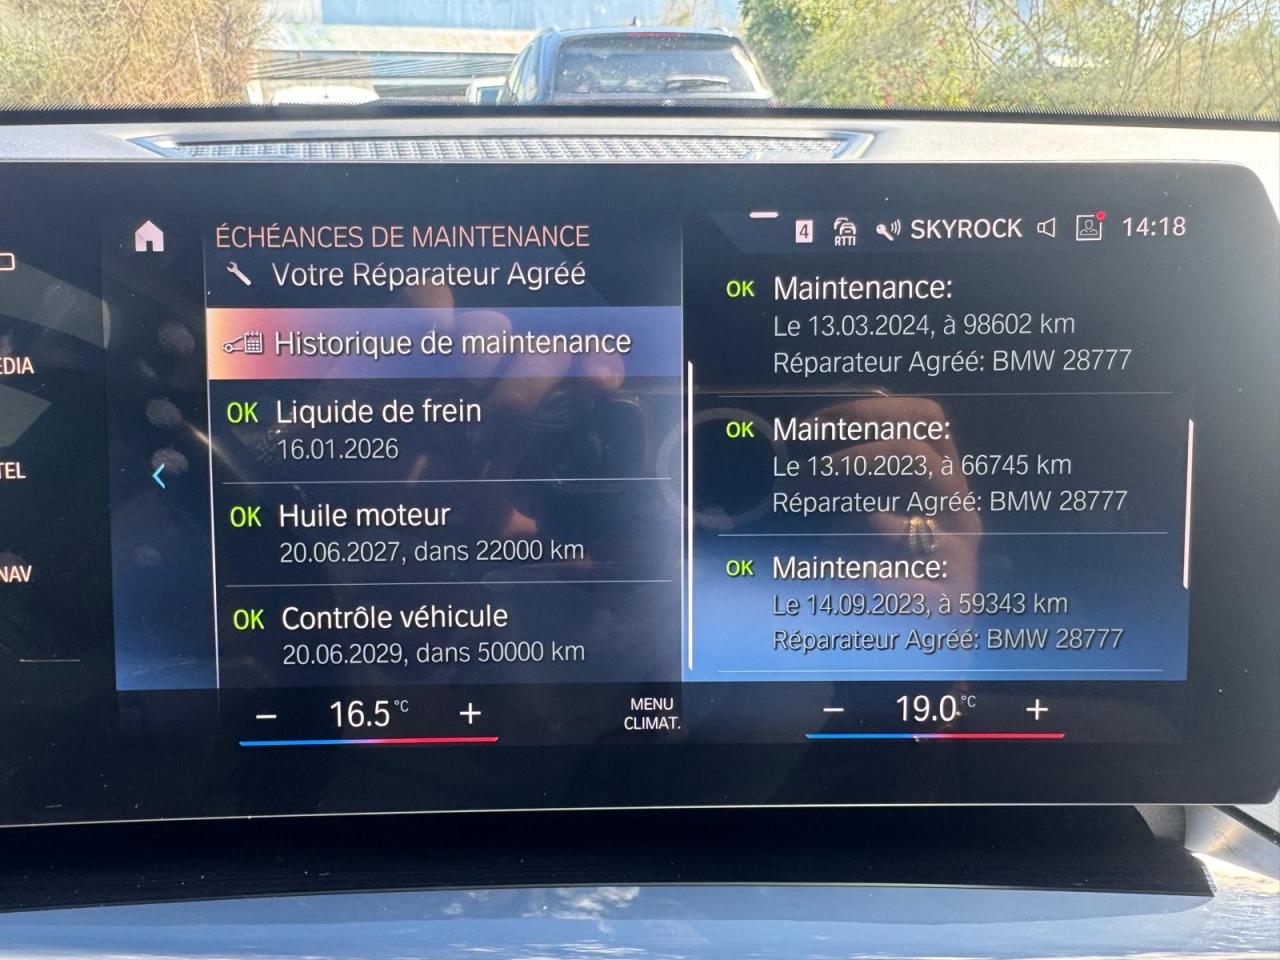 4
RTTI
SKYROCK
14:18
ÉCHÉANCES DE MAINTENANCE
Votre Réparateur Agréé
Historique de maintenance
OK Liquide de frein
16.01.2026
OK Huile moteur
20.06.2027, dans 22000 km
OK Contrôle véhicule
20.06.2029, dans 50000 km
OK Maintenance:
Le 13.03.2024, à 98602 km
Réparateur Agréé: BMW 28777
OK Maintenance:
Le 13.10.2023, à 66745 km
Réparateur Agréé: BMW 28777
OK Maintenance:
Le 14.09.2023, à 59343 km
Réparateur Agréé: BMW 28777
EDIA
TEL
NAV
− 16.5 °C +
MENU
CLIMAT.
− 19.0 °C +